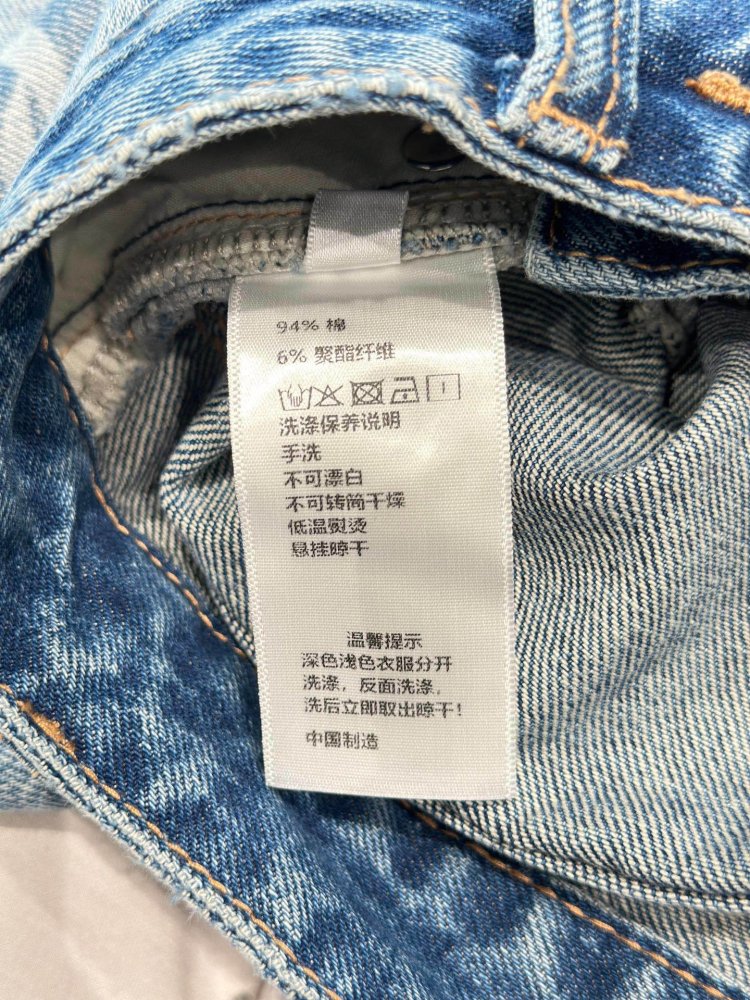 94% 棉
6% 聚酯纤维
洗涤保养说明
手洗
不可漂白
不可转筒干燥
低温熨烫
悬挂晾干
温馨提示
深色浅色衣服分开
洗涤，反面洗涤，
洗后立即取出晾干！
中国制造